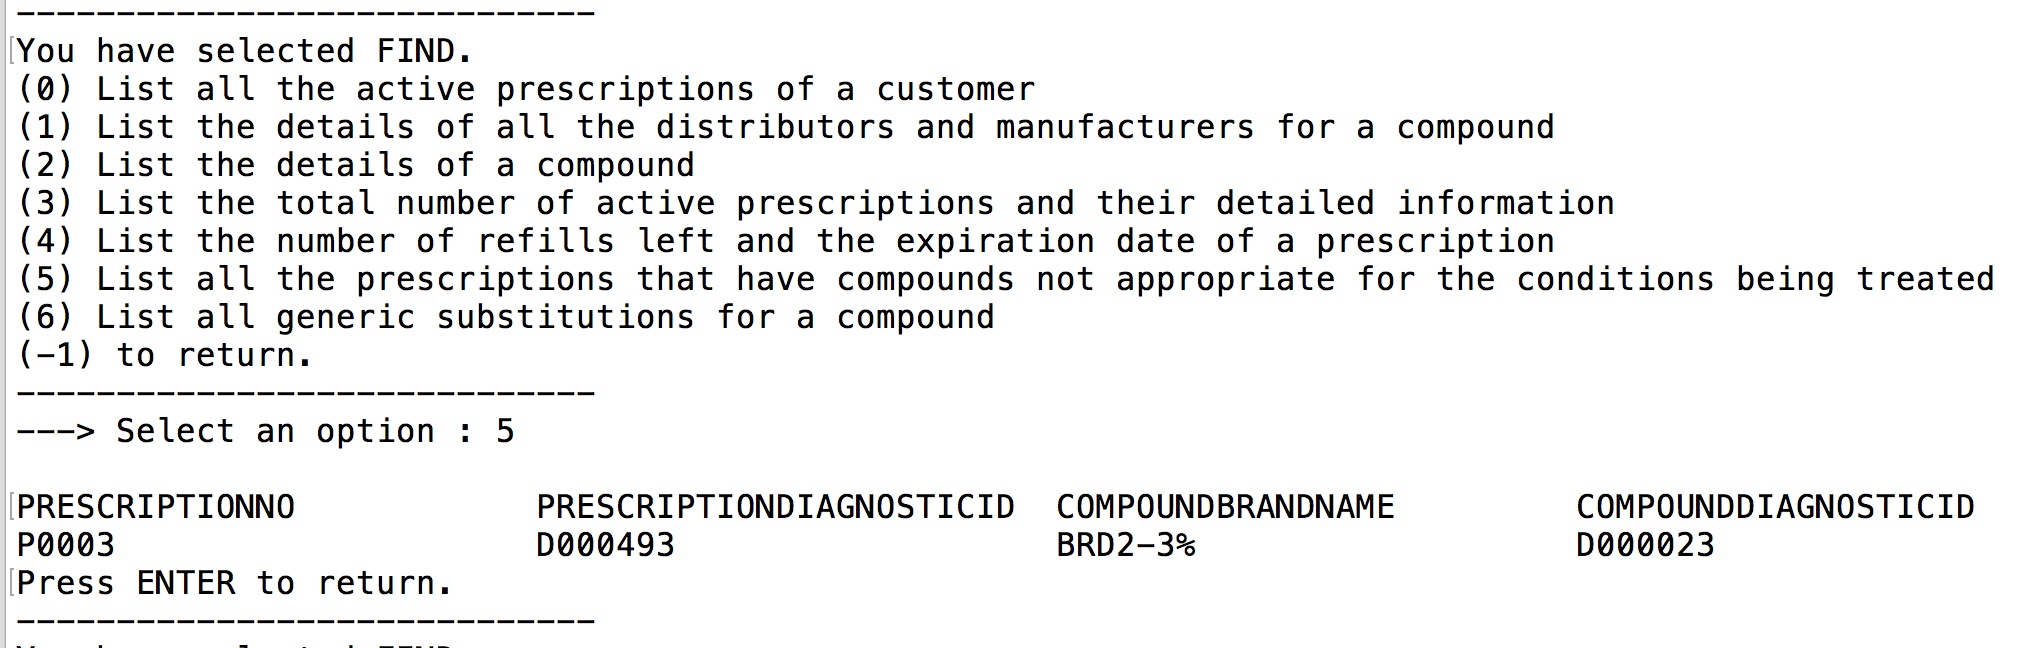 -----------------------------
You have selected FIND.
(0) List all the active prescriptions of a customer
(1) List the details of all the distributors and manufacturers for a compound
(2) List the details of a compound
(3) List the total number of active prescriptions and their detailed information
(4) List the number of refills left and the expiration date of a prescription
(5) List all the prescriptions that have compounds not appropriate for the conditions being treated
(6) List all generic substitutions for a compound
(-1) to return.
-----------------------------
---> Select an option : 5
PRESCRIPTIONNO PRESCRIPTIONDIAGNOSTICID COMPOUNDBRANDNAME COMPOUNDDIAGNOSTICID
P0003 D000493 BRD2-3% D000023
Press ENTER to return.
-----------------------------